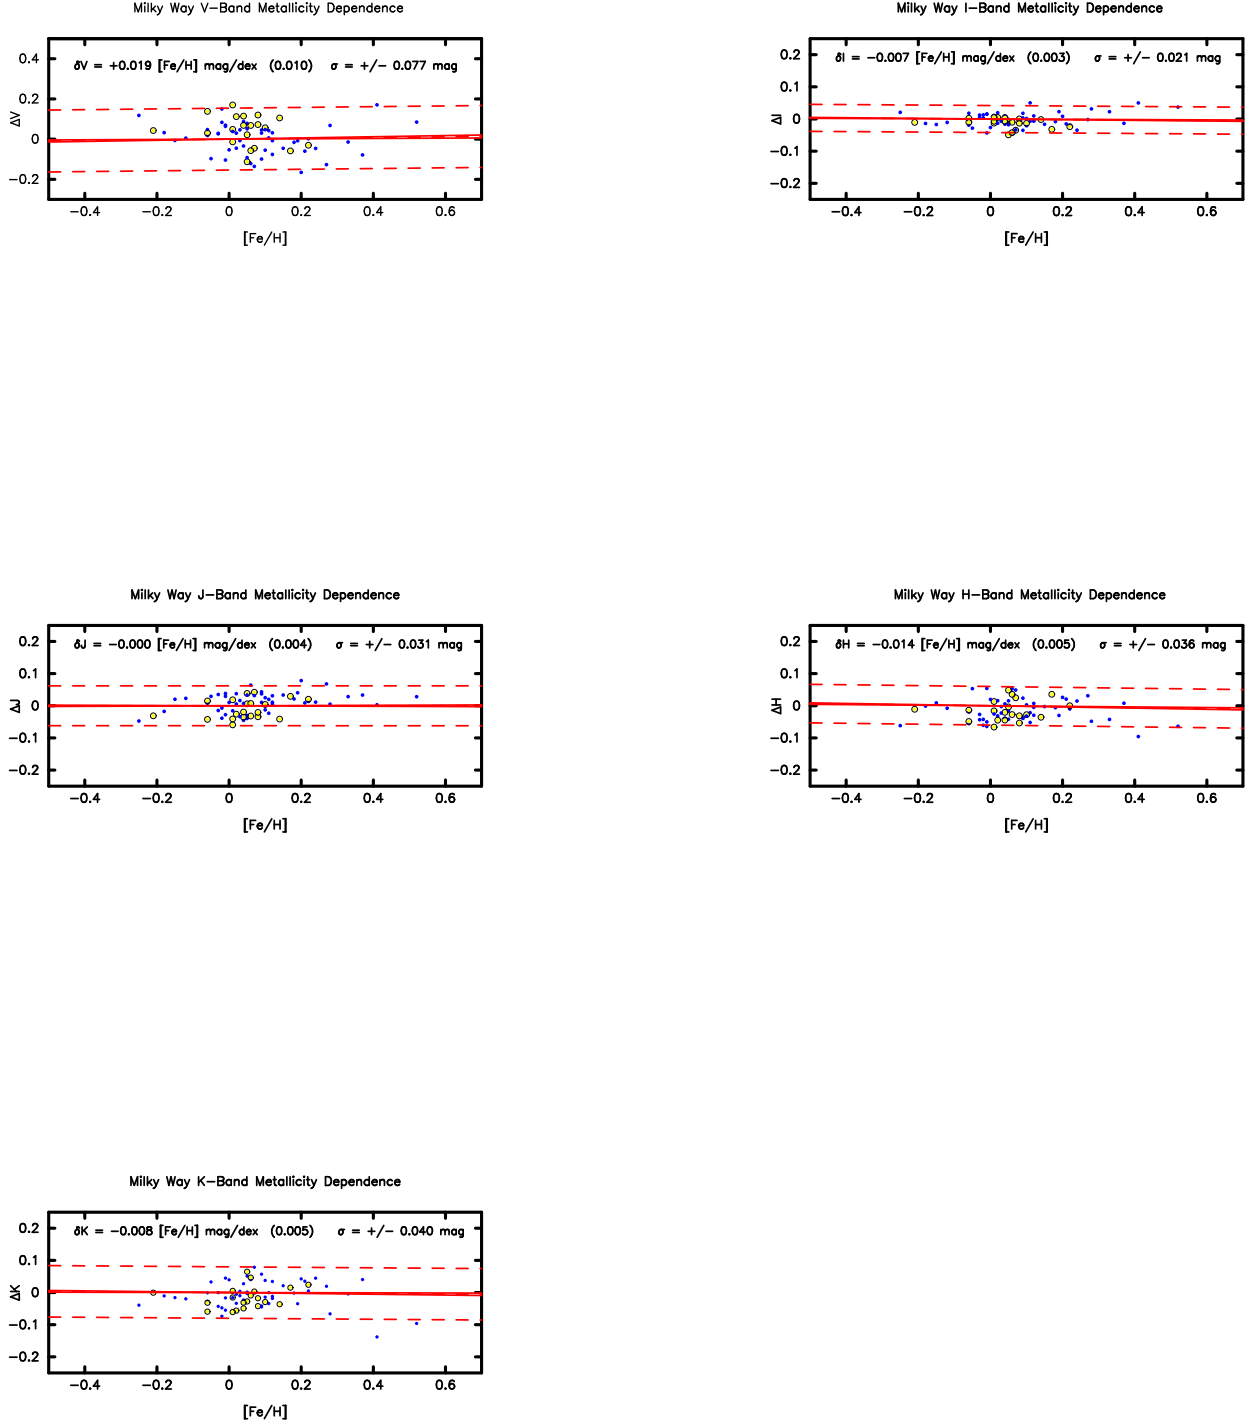 Milky Way V−Band Metallicity Dependence
δV = +0.019 [Fe/H] mag/dex (0.010) σ = +/− 0.077 mag
0.4
0.2
0
−0.2
ΔV
−0.4 −0.2 0 0.2 0.4 0.6
[Fe/H]
Milky Way I−Band Metallicity Dependence
δI = −0.007 [Fe/H] mag/dex (0.003) σ = +/− 0.021 mag
0.2
0.1
0
−0.1
−0.2
ΔI
−0.4 −0.2 0 0.2 0.4 0.6
[Fe/H]
Milky Way J−Band Metallicity Dependence
δJ = −0.000 [Fe/H] mag/dex (0.004) σ = +/− 0.031 mag
0.2
0.1
0
−0.1
−0.2
ΔJ
−0.4 −0.2 0 0.2 0.4 0.6
[Fe/H]
Milky Way H−Band Metallicity Dependence
δH = −0.014 [Fe/H] mag/dex (0.005) σ = +/− 0.036 mag
0.2
0.1
0
−0.1
−0.2
ΔH
−0.4 −0.2 0 0.2 0.4 0.6
[Fe/H]
Milky Way K−Band Metallicity Dependence
δK = −0.008 [Fe/H] mag/dex (0.005) σ = +/− 0.040 mag
0.2
0.1
0
−0.1
−0.2
ΔK
−0.4 −0.2 0 0.2 0.4 0.6
[Fe/H]